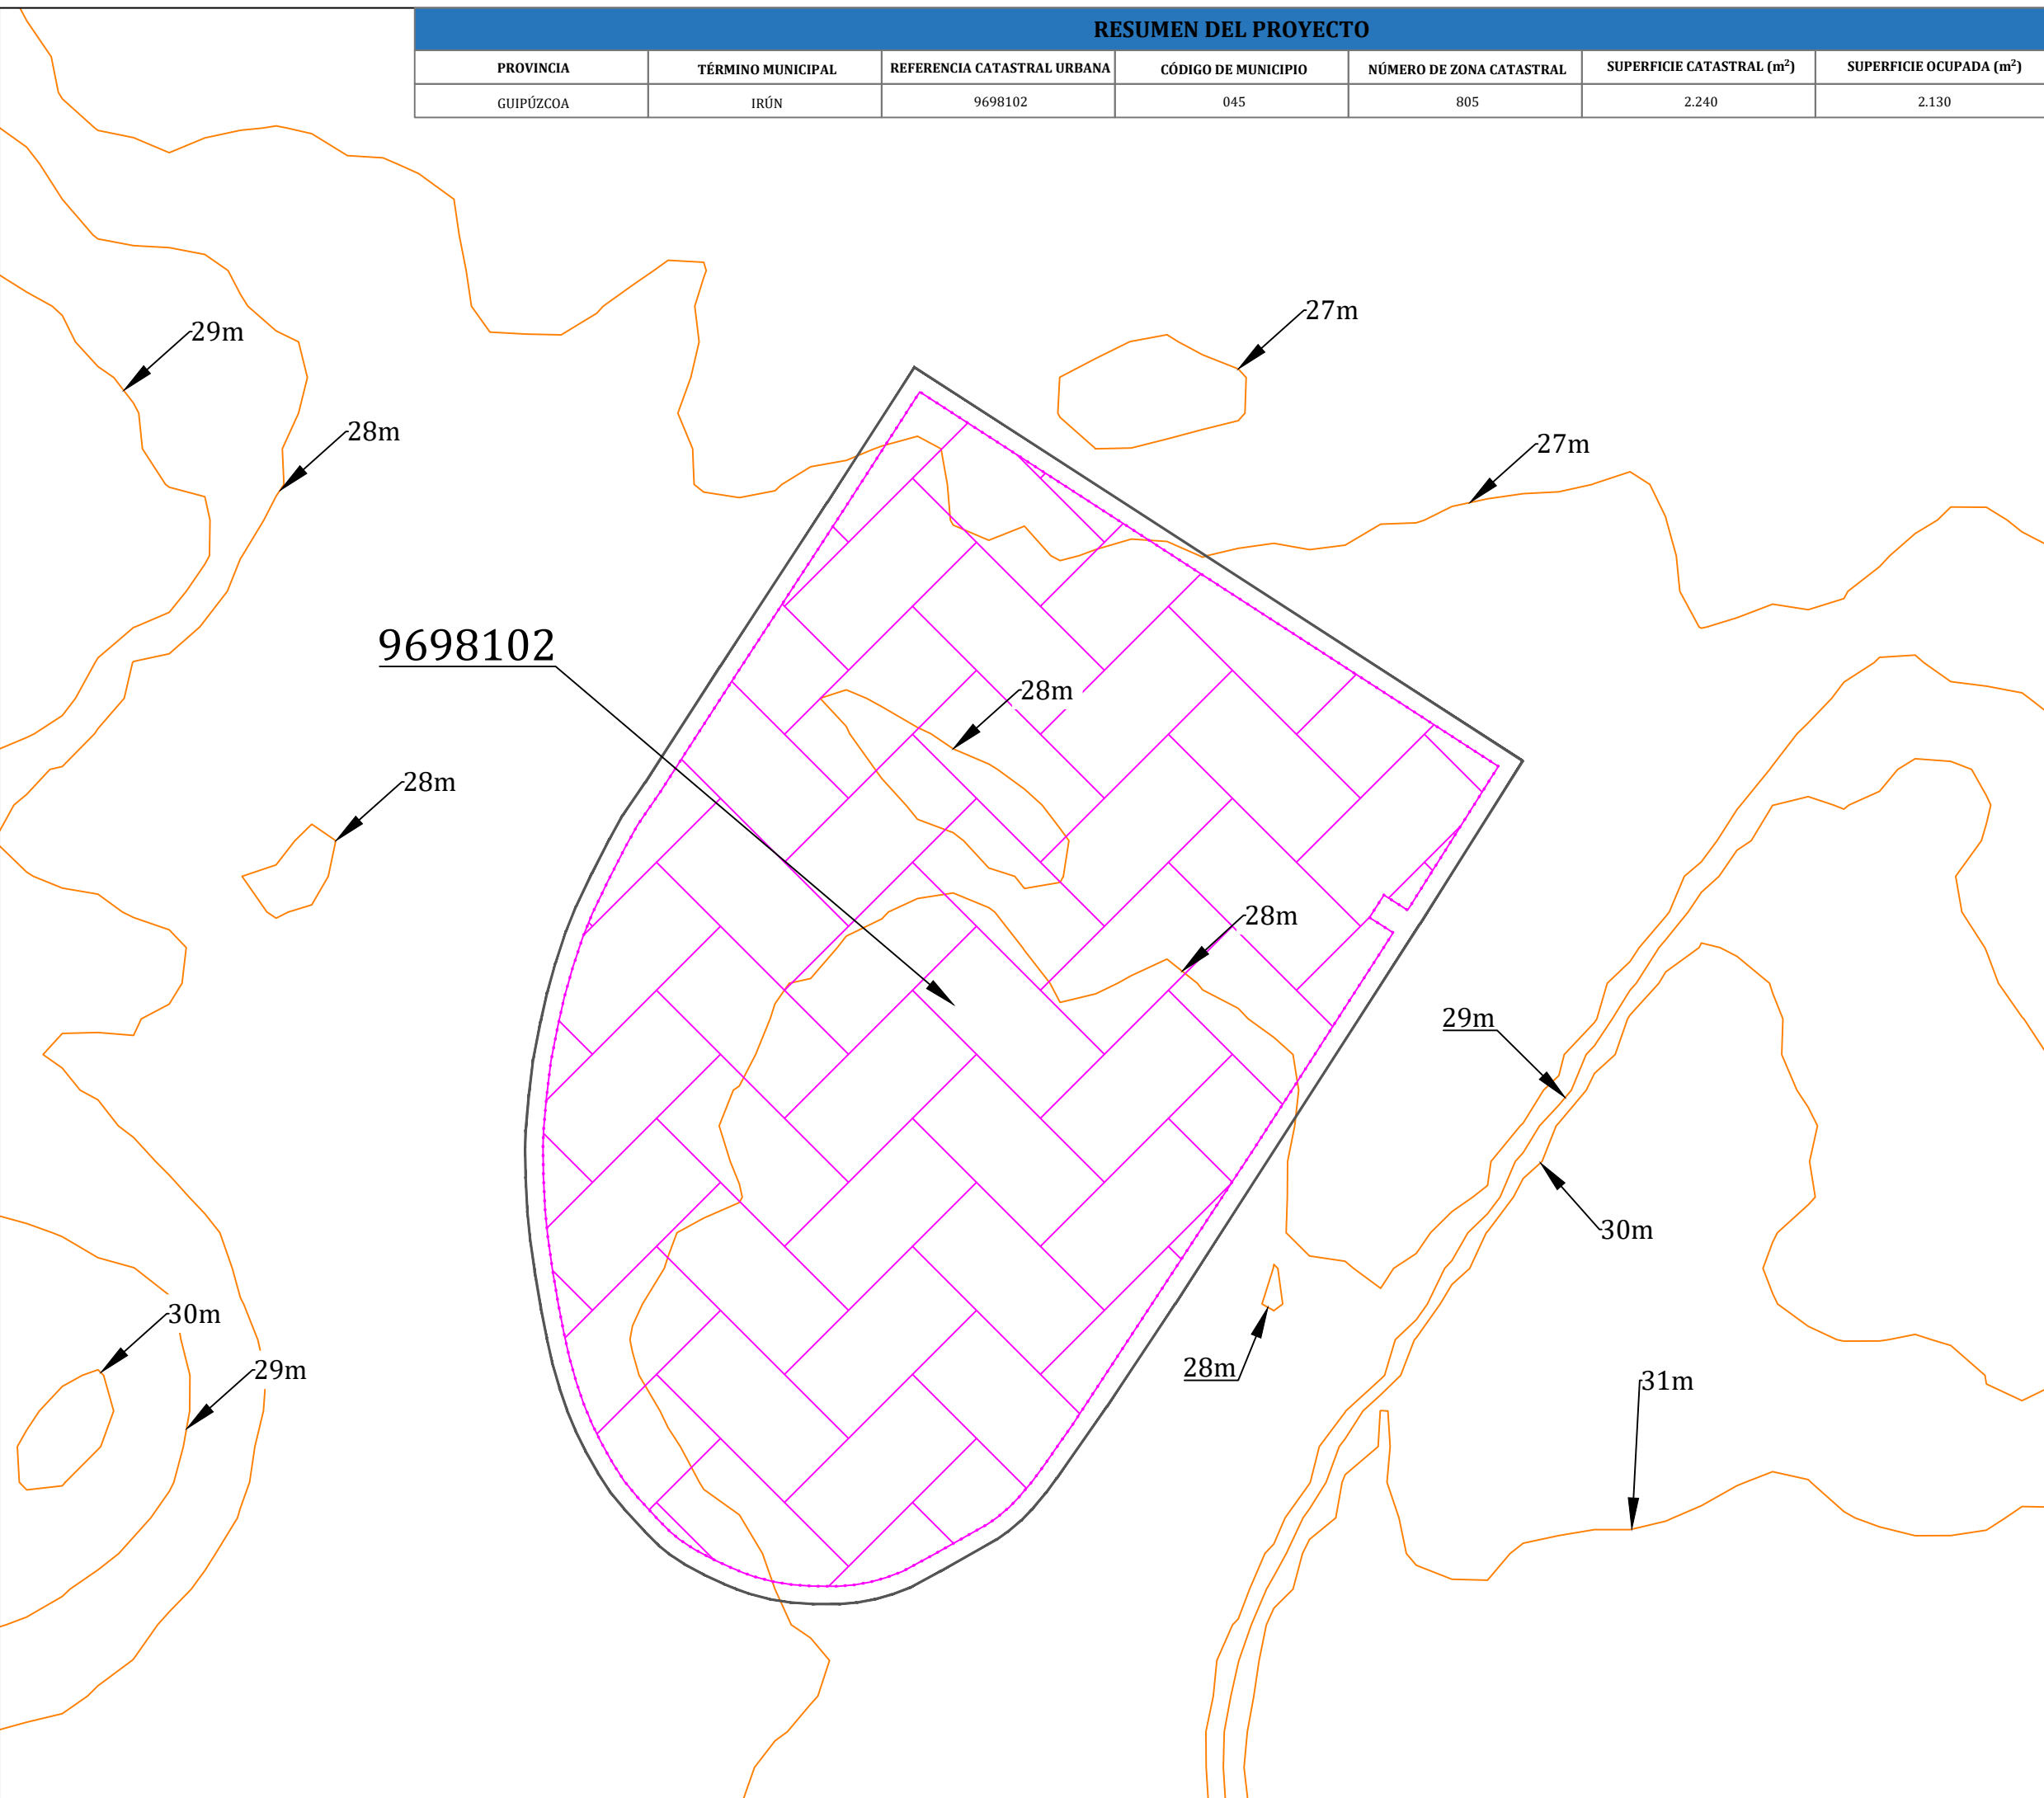 RESUMEN DEL PROYECTO
PROVINCIA TÉRMINO MUNICIPAL REFERENCIA CATASTRAL URBANA CÓDIGO DE MUNICIPIO NÚMERO DE ZONA CATASTRAL SUPERFICIE CATASTRAL (m²) SUPERFICIE OCUPADA (m²)
GUIPÚZCOA IRÚN 9698102 045 805 2.240 2.130
27m
29m
28m
27m
9698102
28m
28m
28m
29m
30m
30m
29m
28m
31m